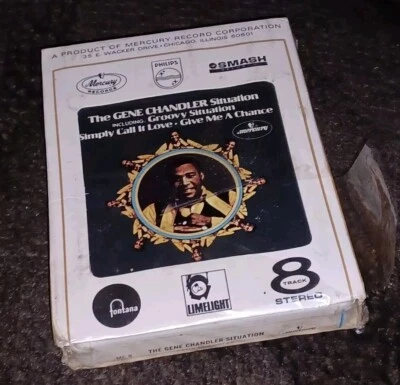 A PRODUCT OF MERCURY RECORD CORPORATION
35 E. WACKER DRIVE • CHICAGO, ILLINOIS 60601
Mercury
RECORDS
PHILIPS
SMASH
The GENE CHANDLER Situation
INCLUDING: Groovy Situation
Simply Call It Love • Give Me A Chance
mercury
fontana
LIMELIGHT
8
TRACK
STEREO
THE GENE CHANDLER SITUATION